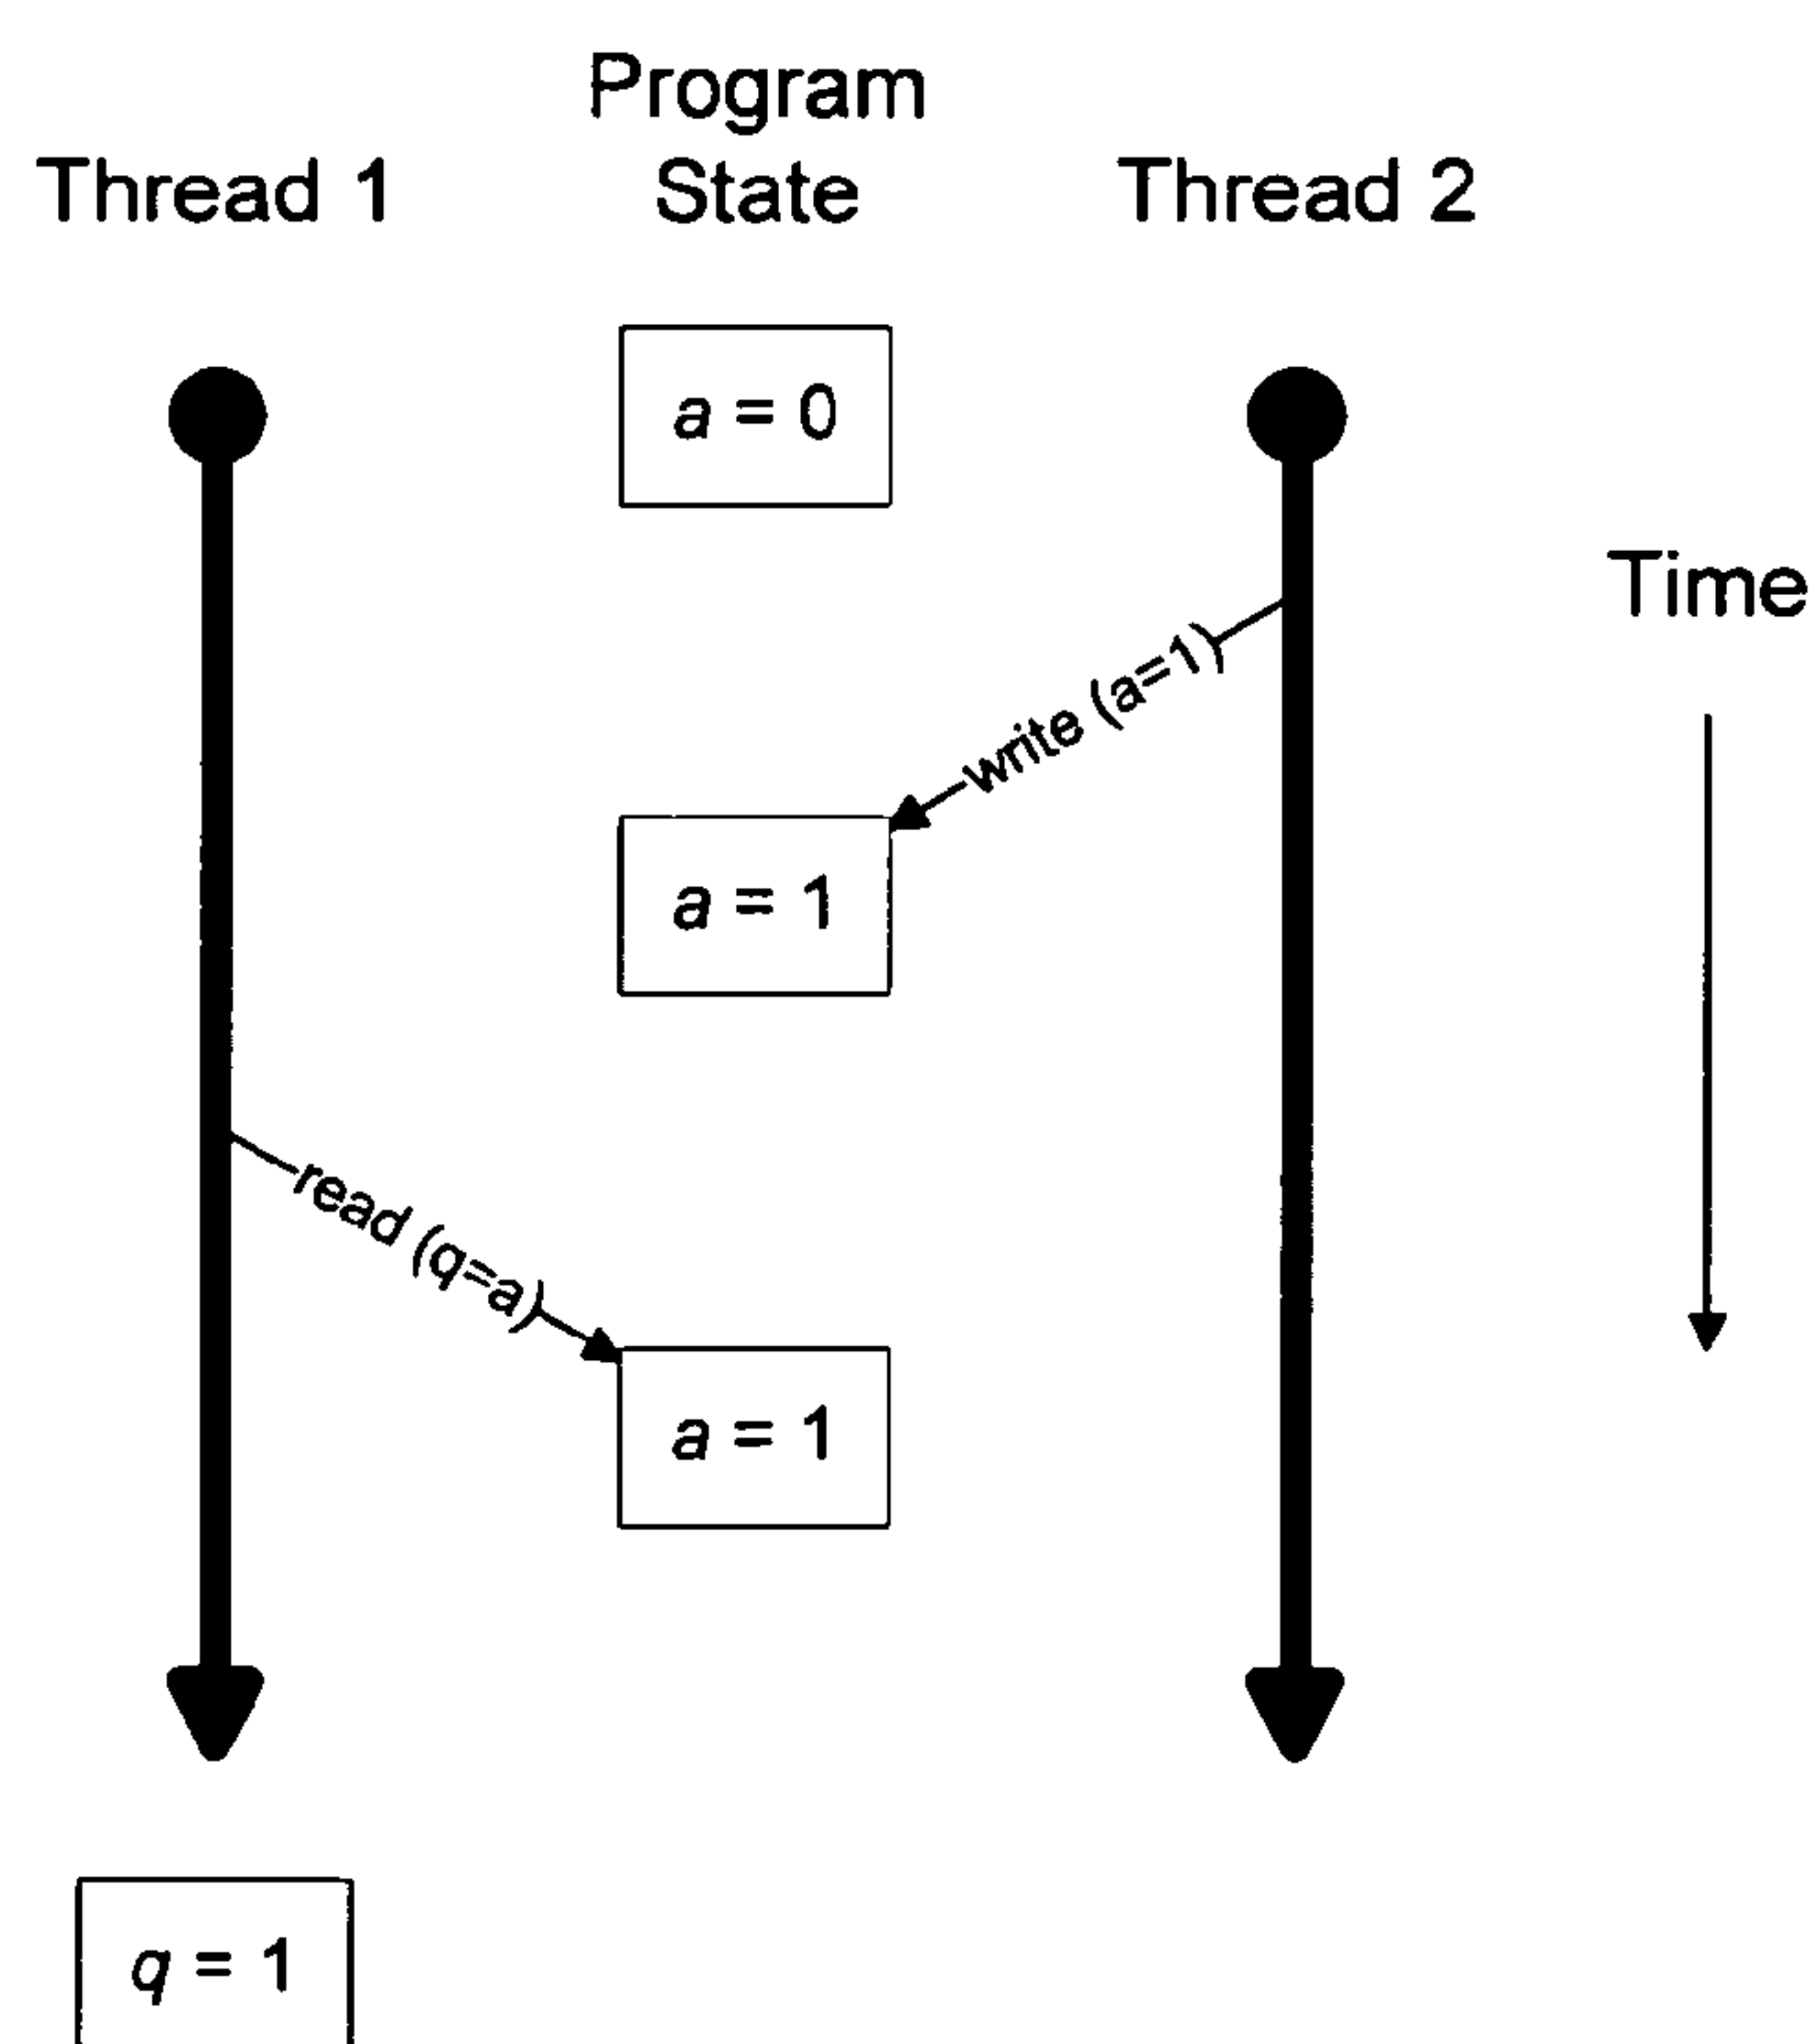 Program
State
Thread 1
Thread 2
a = 0
Time
write (a=1)
a = 1
read (q=a)
a = 1
q = 1